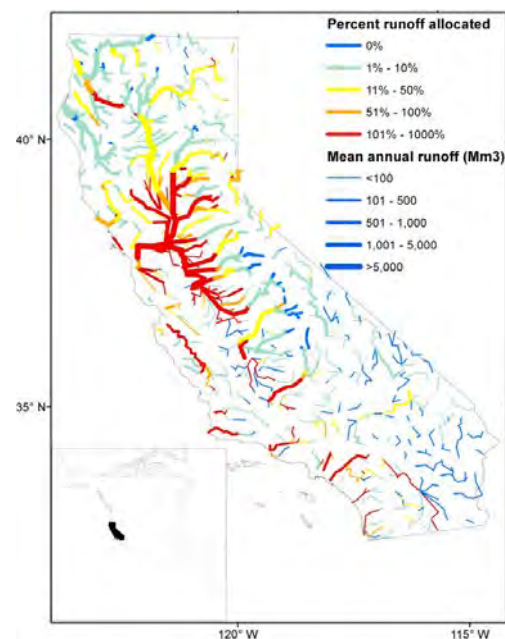 Percent runoff allocated
0%
1% - 10%
11% - 50%
51% - 100%
101% - 1000%
Mean annual runoff (Mm3)
<100
101 - 500
501 - 1,000
1,001 - 5,000
>5,000
40° N
35° N
120° W
115° W